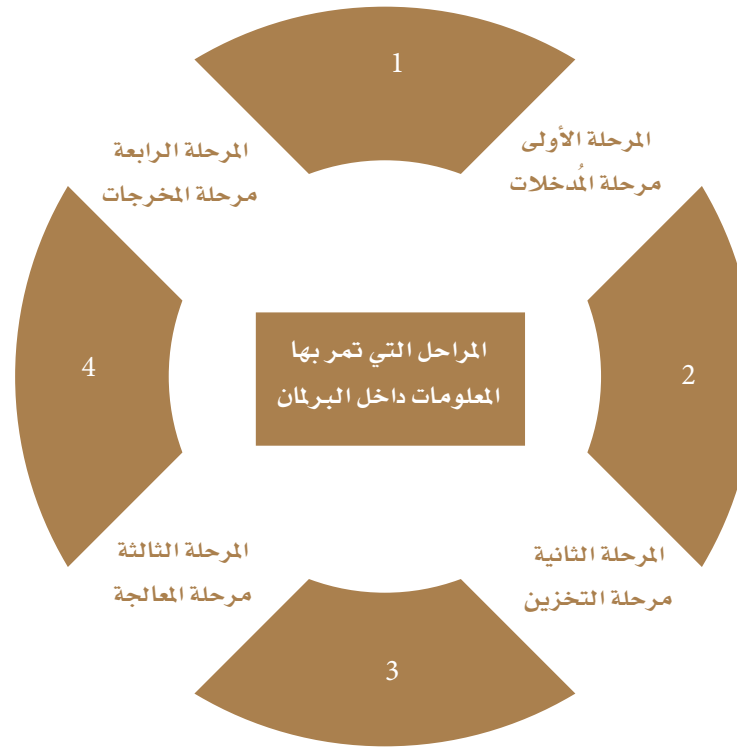 1
المرحلة الأولى
مرحلة المُدخلات
2
المرحلة الثانية
مرحلة التخزين
3
المرحلة الثالثة
مرحلة المعالجة
4
المرحلة الرابعة
مرحلة المخرجات
المراحل التي تمر بها
المعلومات داخل البرلمان